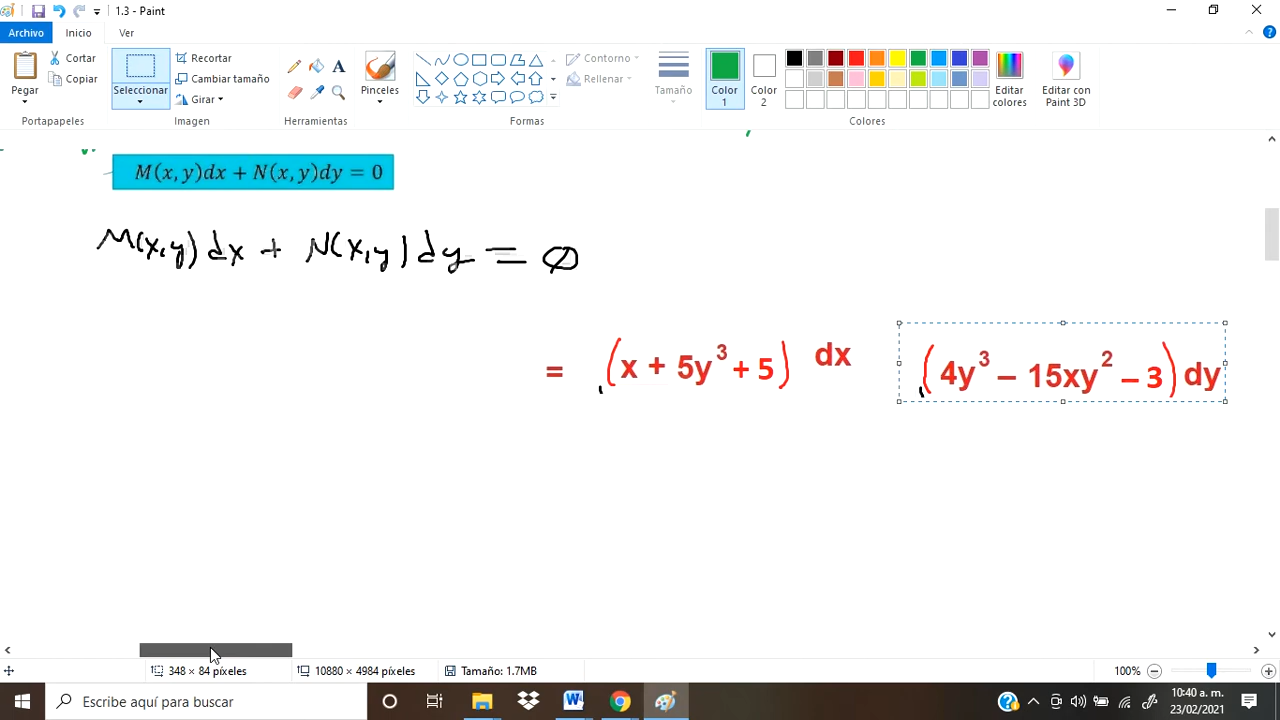 1.3 - Paint
Archivo Inicio Ver
Pegar
Cortar
Copiar
Portapapeles
Seleccionar
Recortar
Cambiar tamaño
Girar
Imagen
Herramientas
Pinceles
Contorno
Rellenar
Formas
Tamaño
Color 1
Color 2
Editar colores
Editar con Paint 3D
Colores
M(x, y)dx + N(x, y)dy = 0
M(x,y) dx + N(x,y) dy = 0
= (x + 5y³ + 5) dx (4y³ – 15xy² – 3) dy
348 × 84 píxeles 10880 × 4984 píxeles Tamaño: 1.7MB 100%
Escribe aquí para buscar
10:40 a. m.
23/02/2021